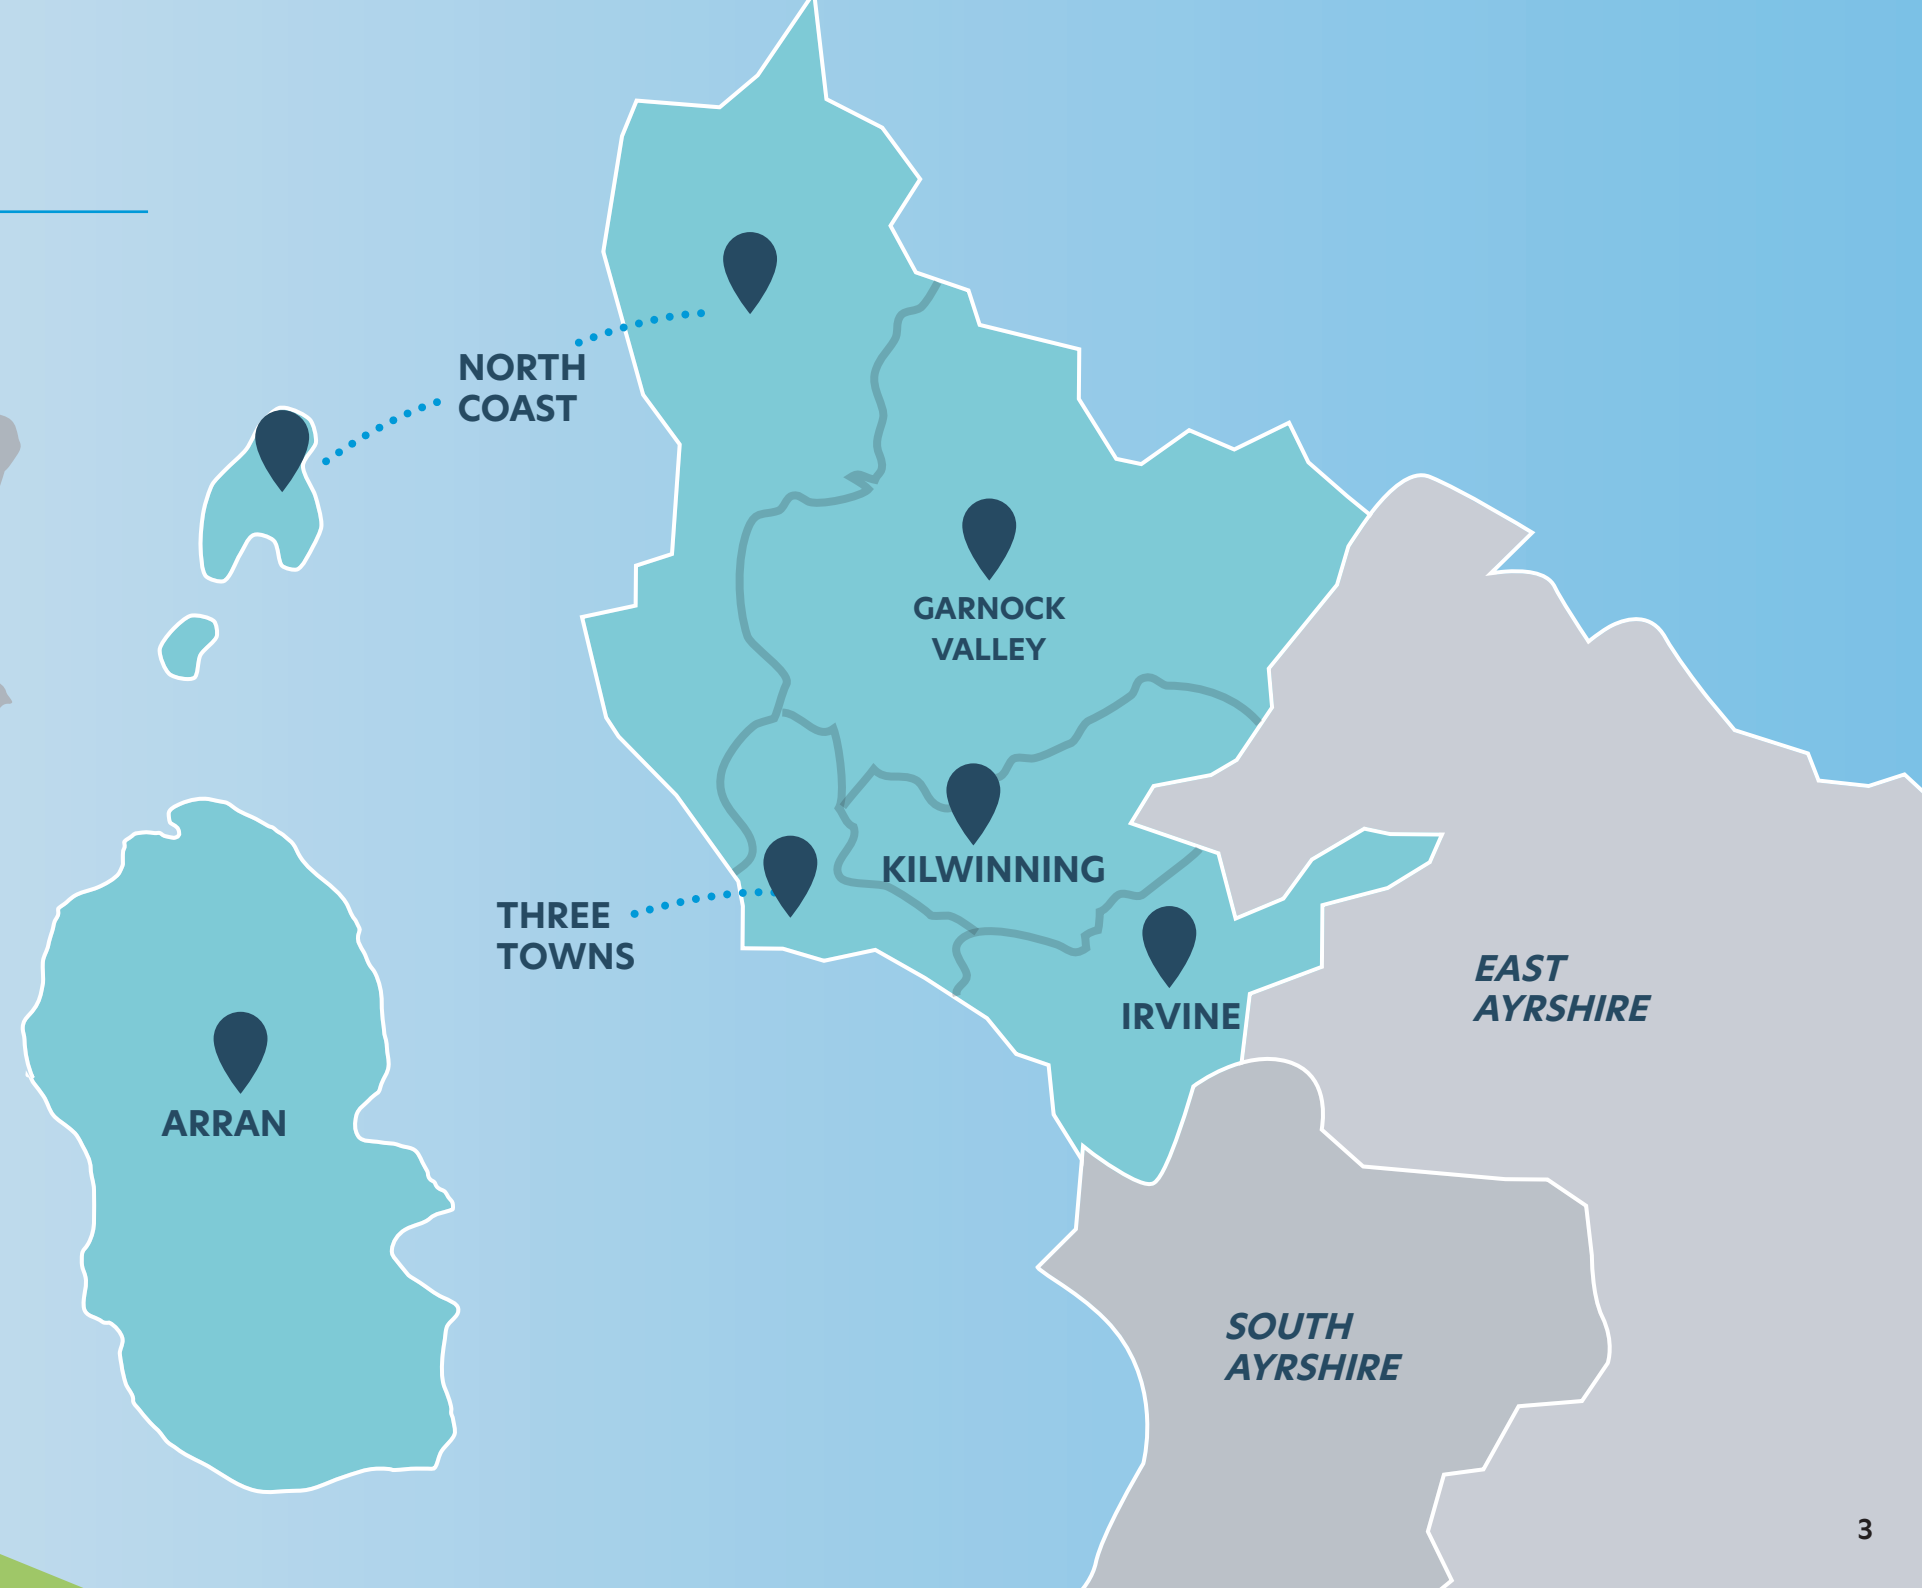 NORTH
COAST
GARNOCK
VALLEY
KILWINNING
THREE
TOWNS
IRVINE
EAST
AYRSHIRE
ARRAN
SOUTH
AYRSHIRE
3